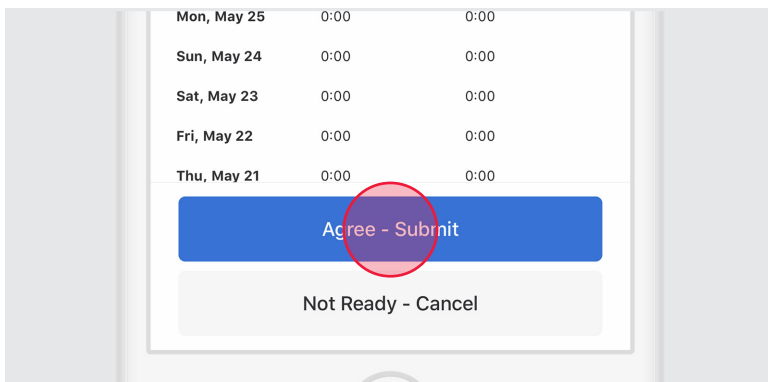 Mon, May 25 0:00 0:00
Sun, May 24 0:00 0:00
Sat, May 23 0:00 0:00
Fri, May 22 0:00 0:00
Thu, May 21 0:00 0:00
Agree - Submit
Not Ready - Cancel